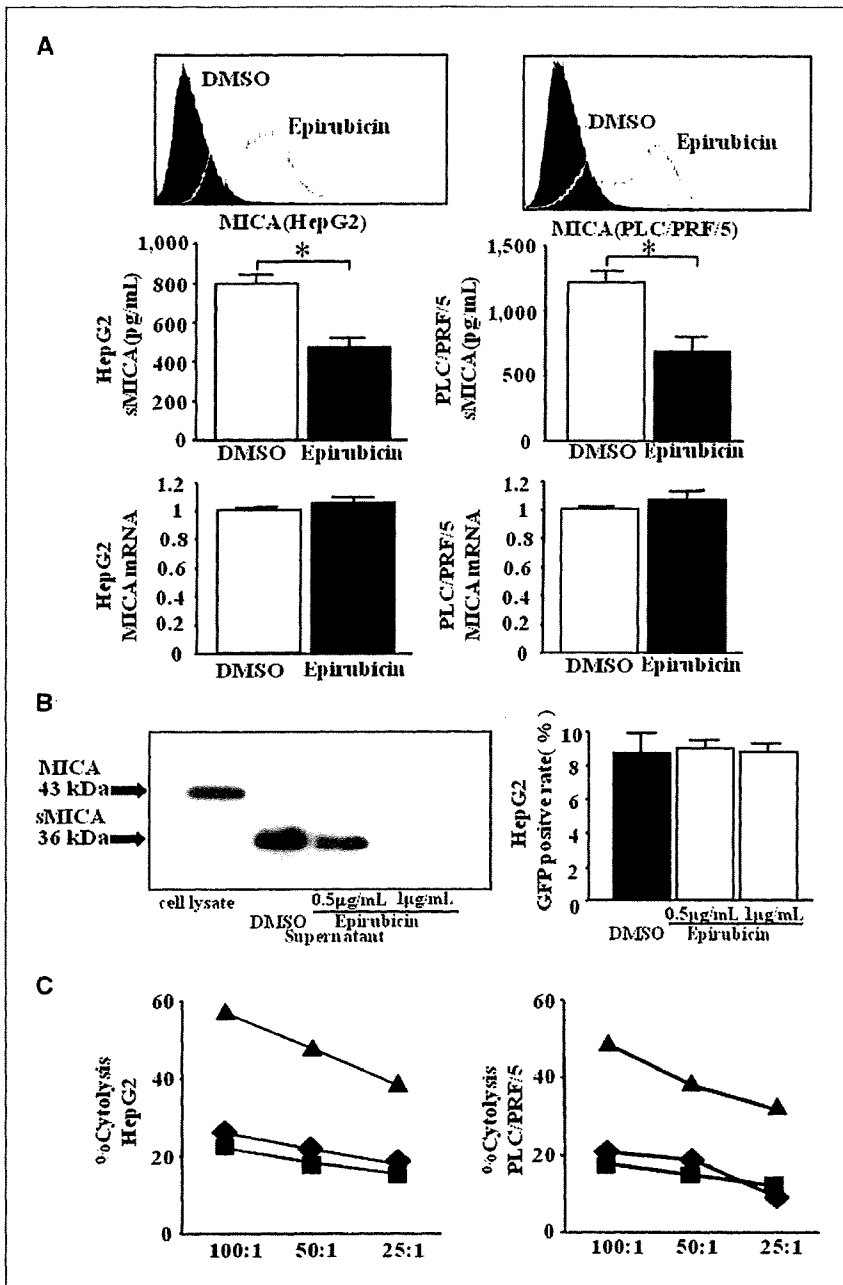 A
DMSO
Epirubicin
MICA(HepG2)
DMSO
Epirubicin
MICA(PLC/PRF/5)
HepG2
sMICA(pg/mL)
1,000
800
600
400
200
0
*
DMSO
Epirubicin
PLC/PRF/5
sMICA(pg/mL)
1,500
1,000
500
0
*
DMSO
Epirubicin
HepG2
MICA mRNA
1.2
1
0.8
0.6
0.4
0.2
0
DMSO
Epirubicin
PLC/PRF/5
MICA mRNA
1.2
1
0.8
0.6
0.4
0.2
0
DMSO
Epirubicin
B
MICA
43 kDa
sMICA
36 kDa
cell lysate
DMSO
0.5μg/mL 1μg/mL
Epirubicin
Supernatant
HepG2
GFP positve rate( % )
10
8
6
4
2
0
DMSO
0.5μg/mL 1μg/mL
Epirubicin
C
%Cytolysis
HepG2
60
40
20
0
100:1
50:1
25:1
%Cytolysis
PLC/PRF/5
60
40
20
0
100:1
50:1
25:1